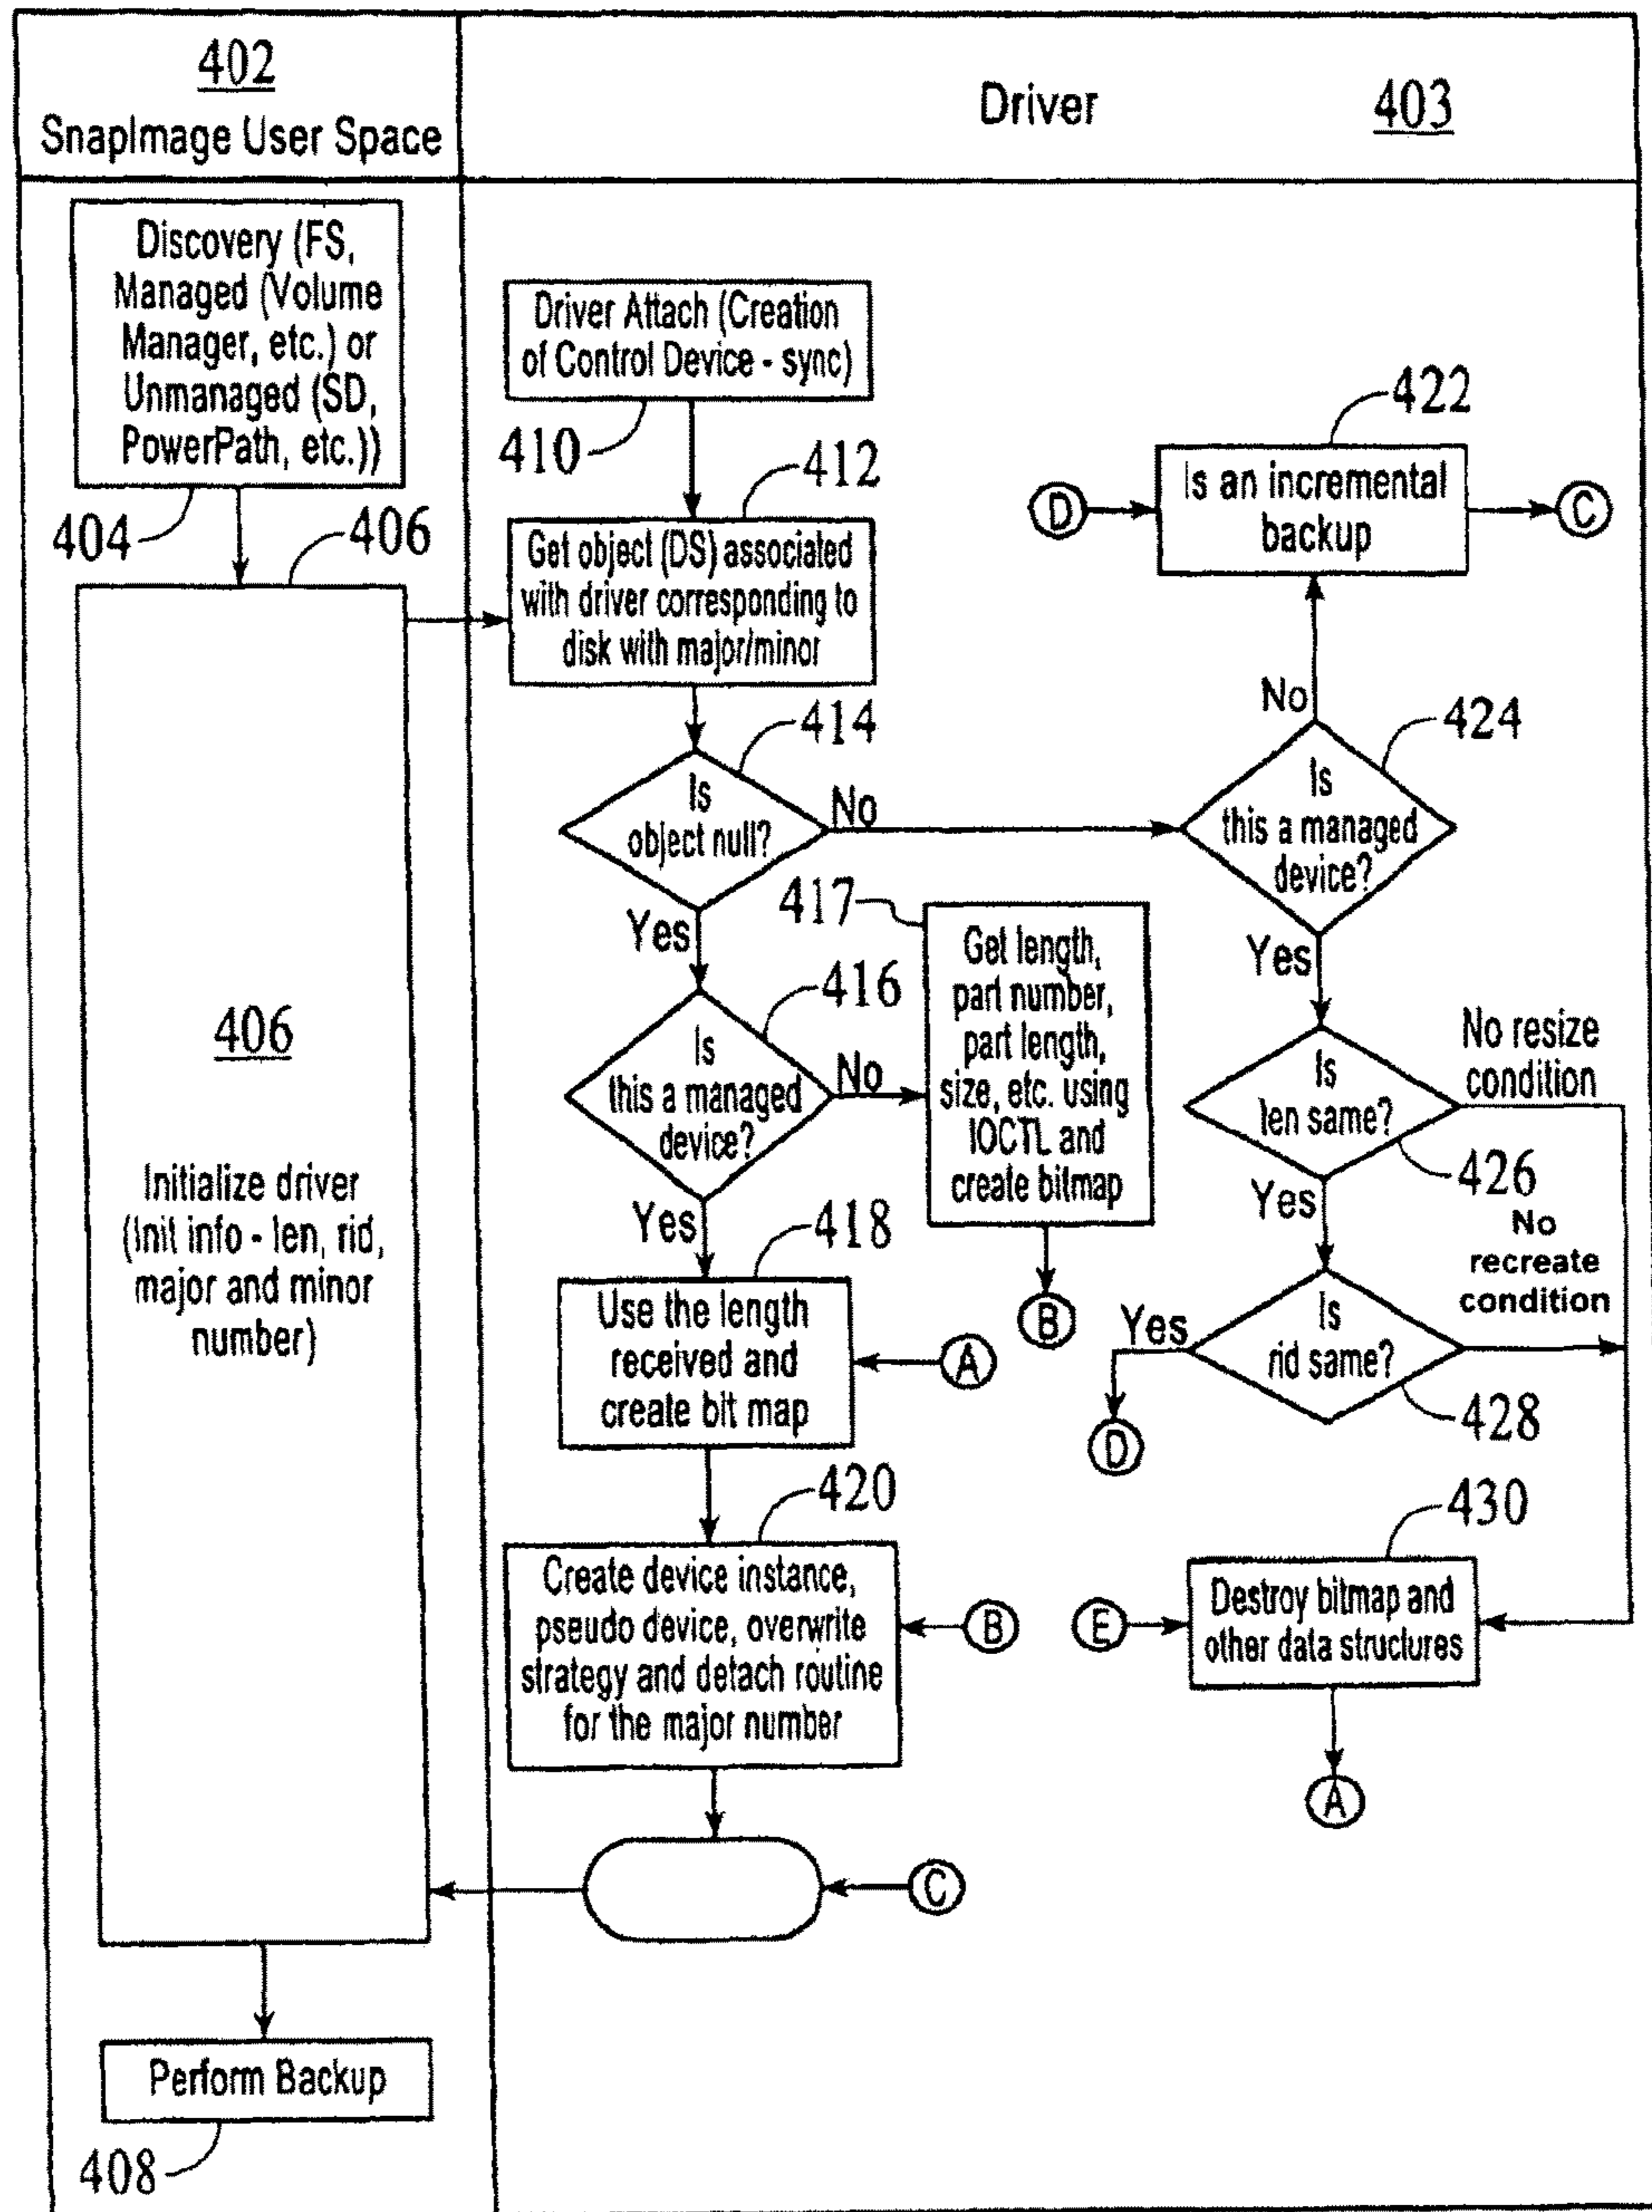 402
SnapImage User Space
Driver
403
Discovery (FS,
Managed (Volume
Manager, etc.) or
Unmanaged (SD,
PowerPath, etc.))
404
406
406
Initialize driver
(Init info - len, rid,
major and minor
number)
Perform Backup
408
Driver Attach (Creation
of Control Device - sync)
410
412
Get object (DS) associated
with driver corresponding to
disk with major/minor
414
Is
object null?
No
Yes
416
Is
this a managed
device?
No
Yes
417
Get length,
part number,
part length,
size, etc. using
IOCTL and
create bitmap
B
418
Use the length
received and
create bit map
A
420
Create device instance,
pseudo device, overwrite
strategy and detach routine
for the major number
B
C
422
D
Is an incremental
backup
C
No
424
Is
this a managed
device?
Yes
No resize
condition
Is
len same?
426
Yes
No
recreate
condition
Yes
Is
rid same?
428
D
430
E
Destroy bitmap and
other data structures
A